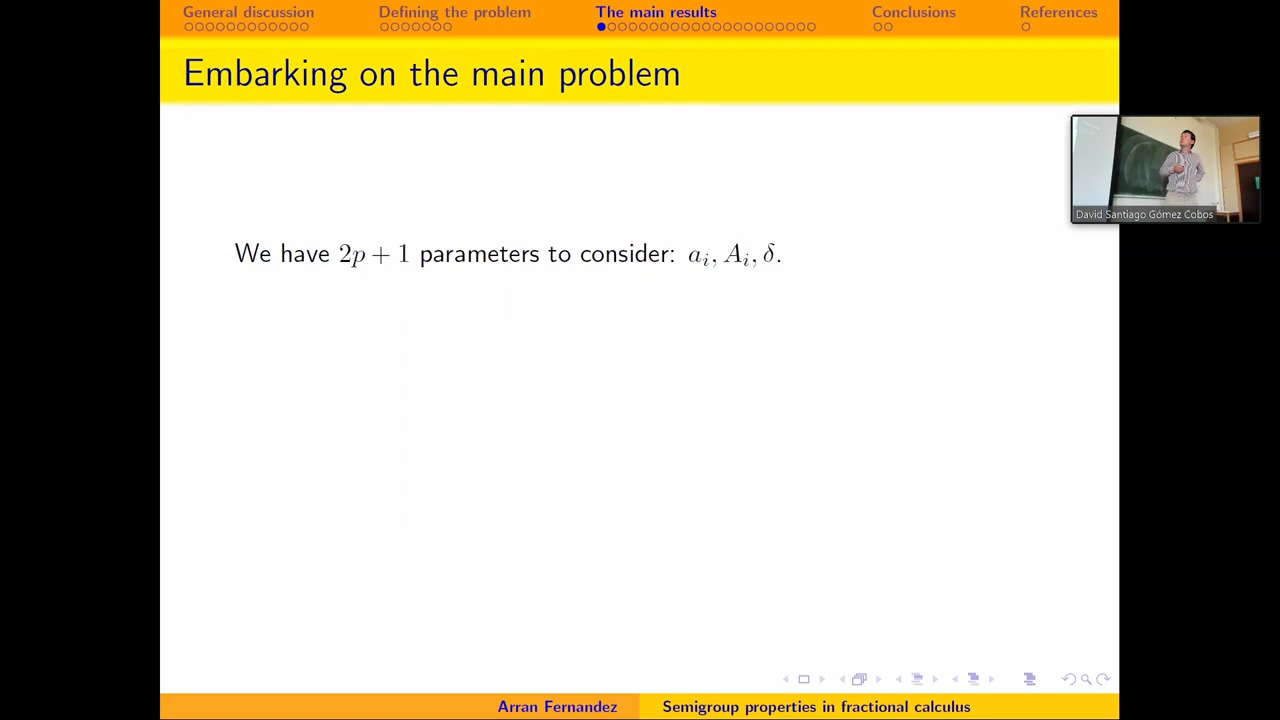 General discussion Defining the problem The main results Conclusions References
Embarking on the main problem
David Santiago Gómez Cobos
We have 2p + 1 parameters to consider: a_i, A_i, δ.
Arran Fernandez Semigroup properties in fractional calculus